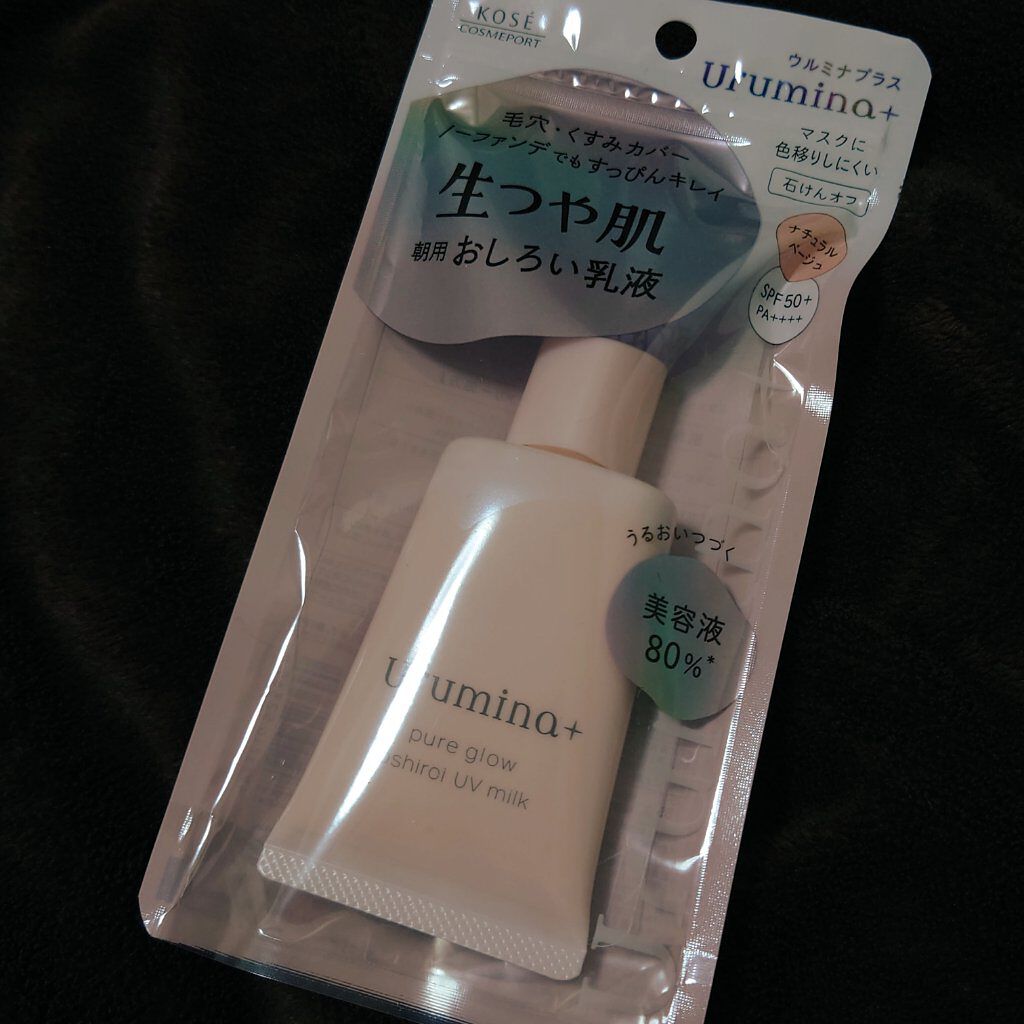 KOSÉ
COSMEPORT
ウルミナプラス
Urumina+
マスクに
色移りしにくい
石けんオフ
ナチュラル
ベージュ
SPF50+
PA++++
毛穴・くすみカバー
ノーファンデでもすっぴんキレイ
生つや肌
朝用おしろい乳液
うるおいつづく
美容液
80%*
Urumina+
pure glow
oshiroi UV milk